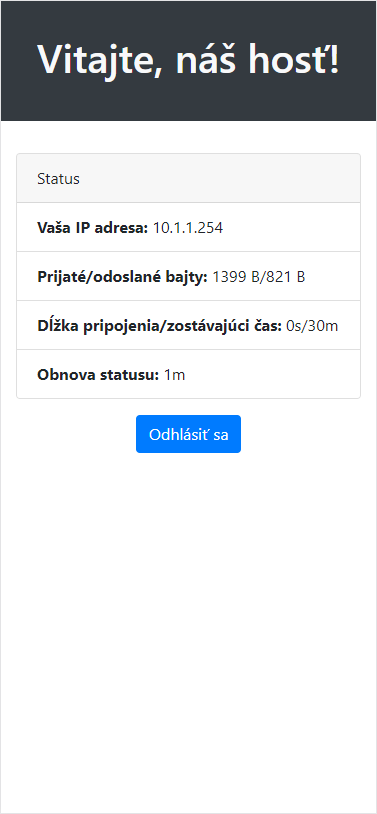 Vitajte, náš hosť!
Status
Vaša IP adresa: 10.1.1.254
Prijaté/odoslané bajty: 1399 B/821 B
Dĺžka pripojenia/zostávajúci čas: 0s/30m
Obnova statusu: 1m
Odhlásiť sa